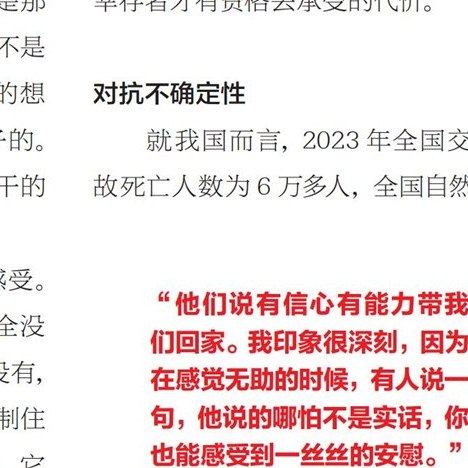 是那
不是
的想
子的。
干的
感受。
全没
没有,
制住
幸存者才有资格去承受的代价。
对抗不确定性
就我国而言, 2023 年全国交
故死亡人数为 6 万多人, 全国自然
“他们说有信心有能力带我
们回家。我印象很深刻, 因为
在感觉无助的时候, 有人说一
句, 他说的哪怕不是实话, 你
也能感受到一丝丝的安慰。”